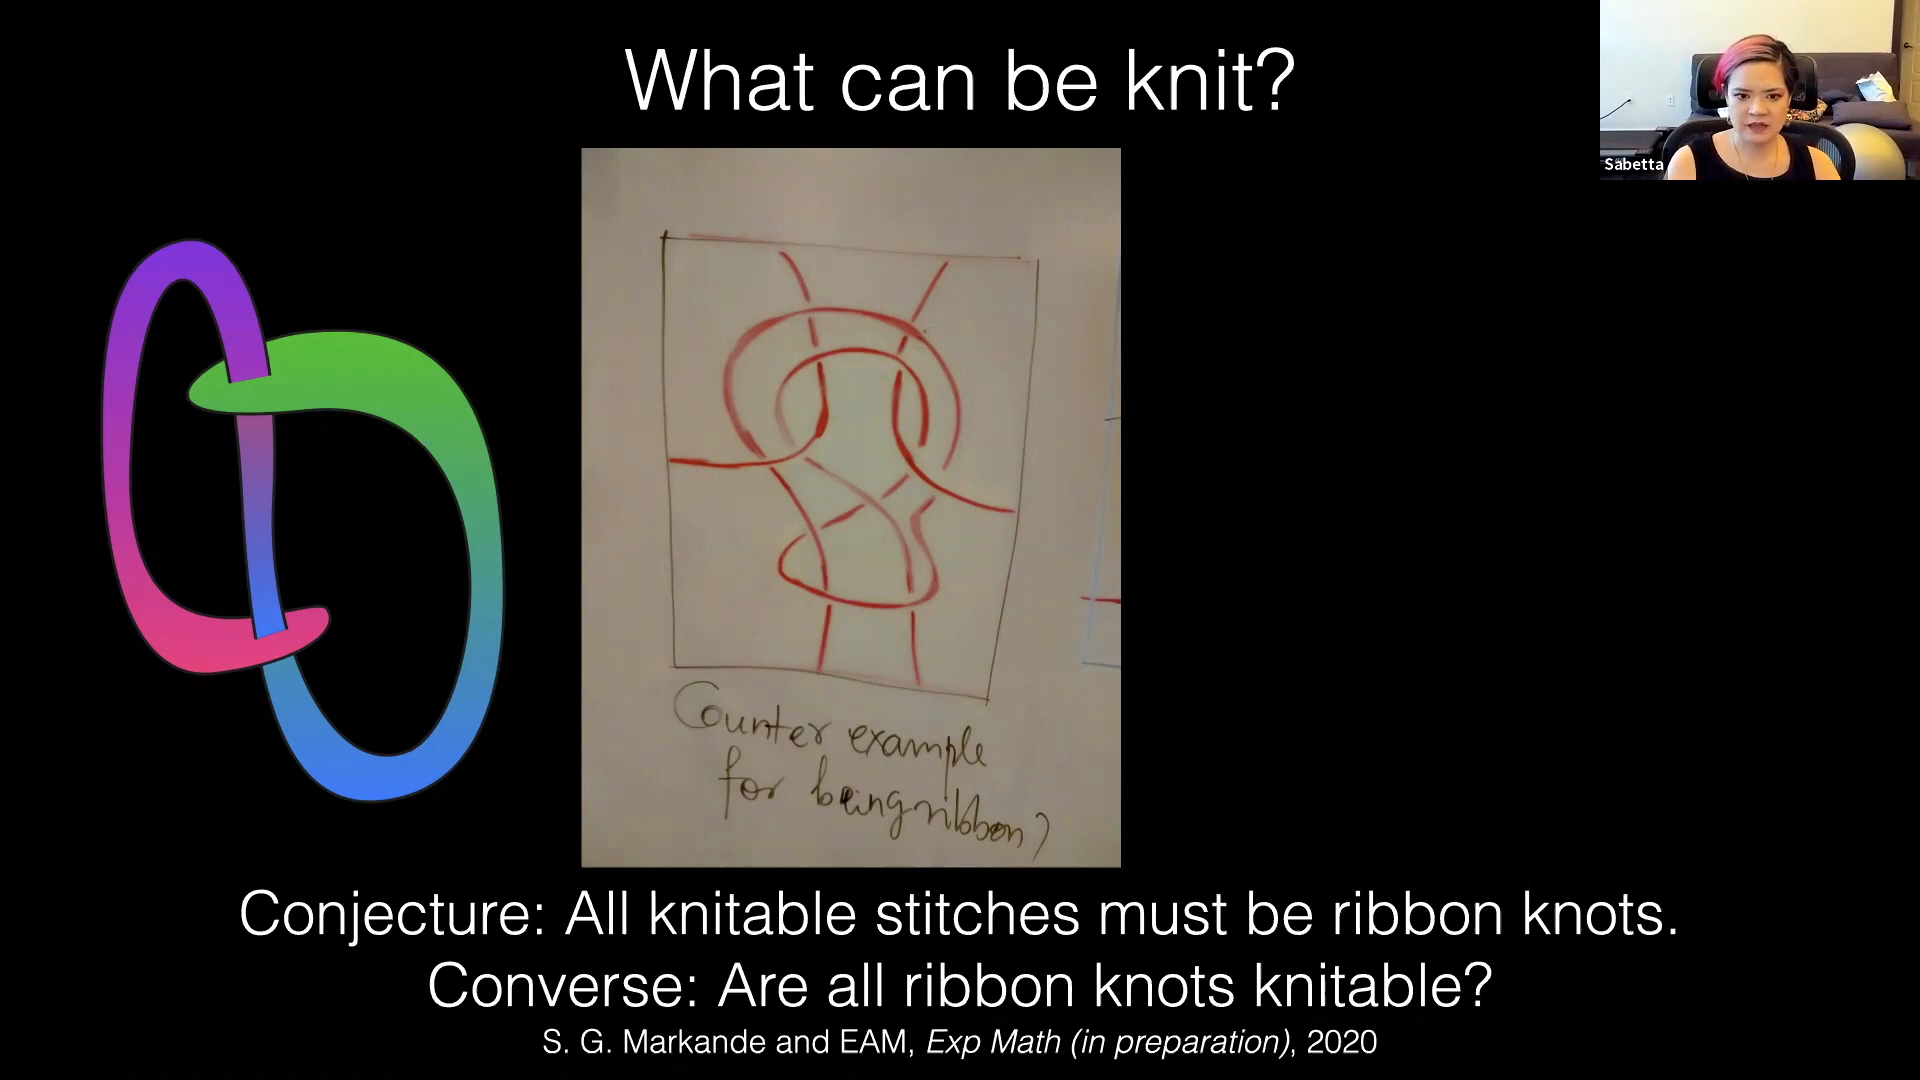 What can be knit?
Sabetta
Counter example
for being ribbon?
Conjecture: All knitable stitches must be ribbon knots.
Converse: Are all ribbon knots knitable?
S. G. Markande and EAM, Exp Math (in preparation), 2020